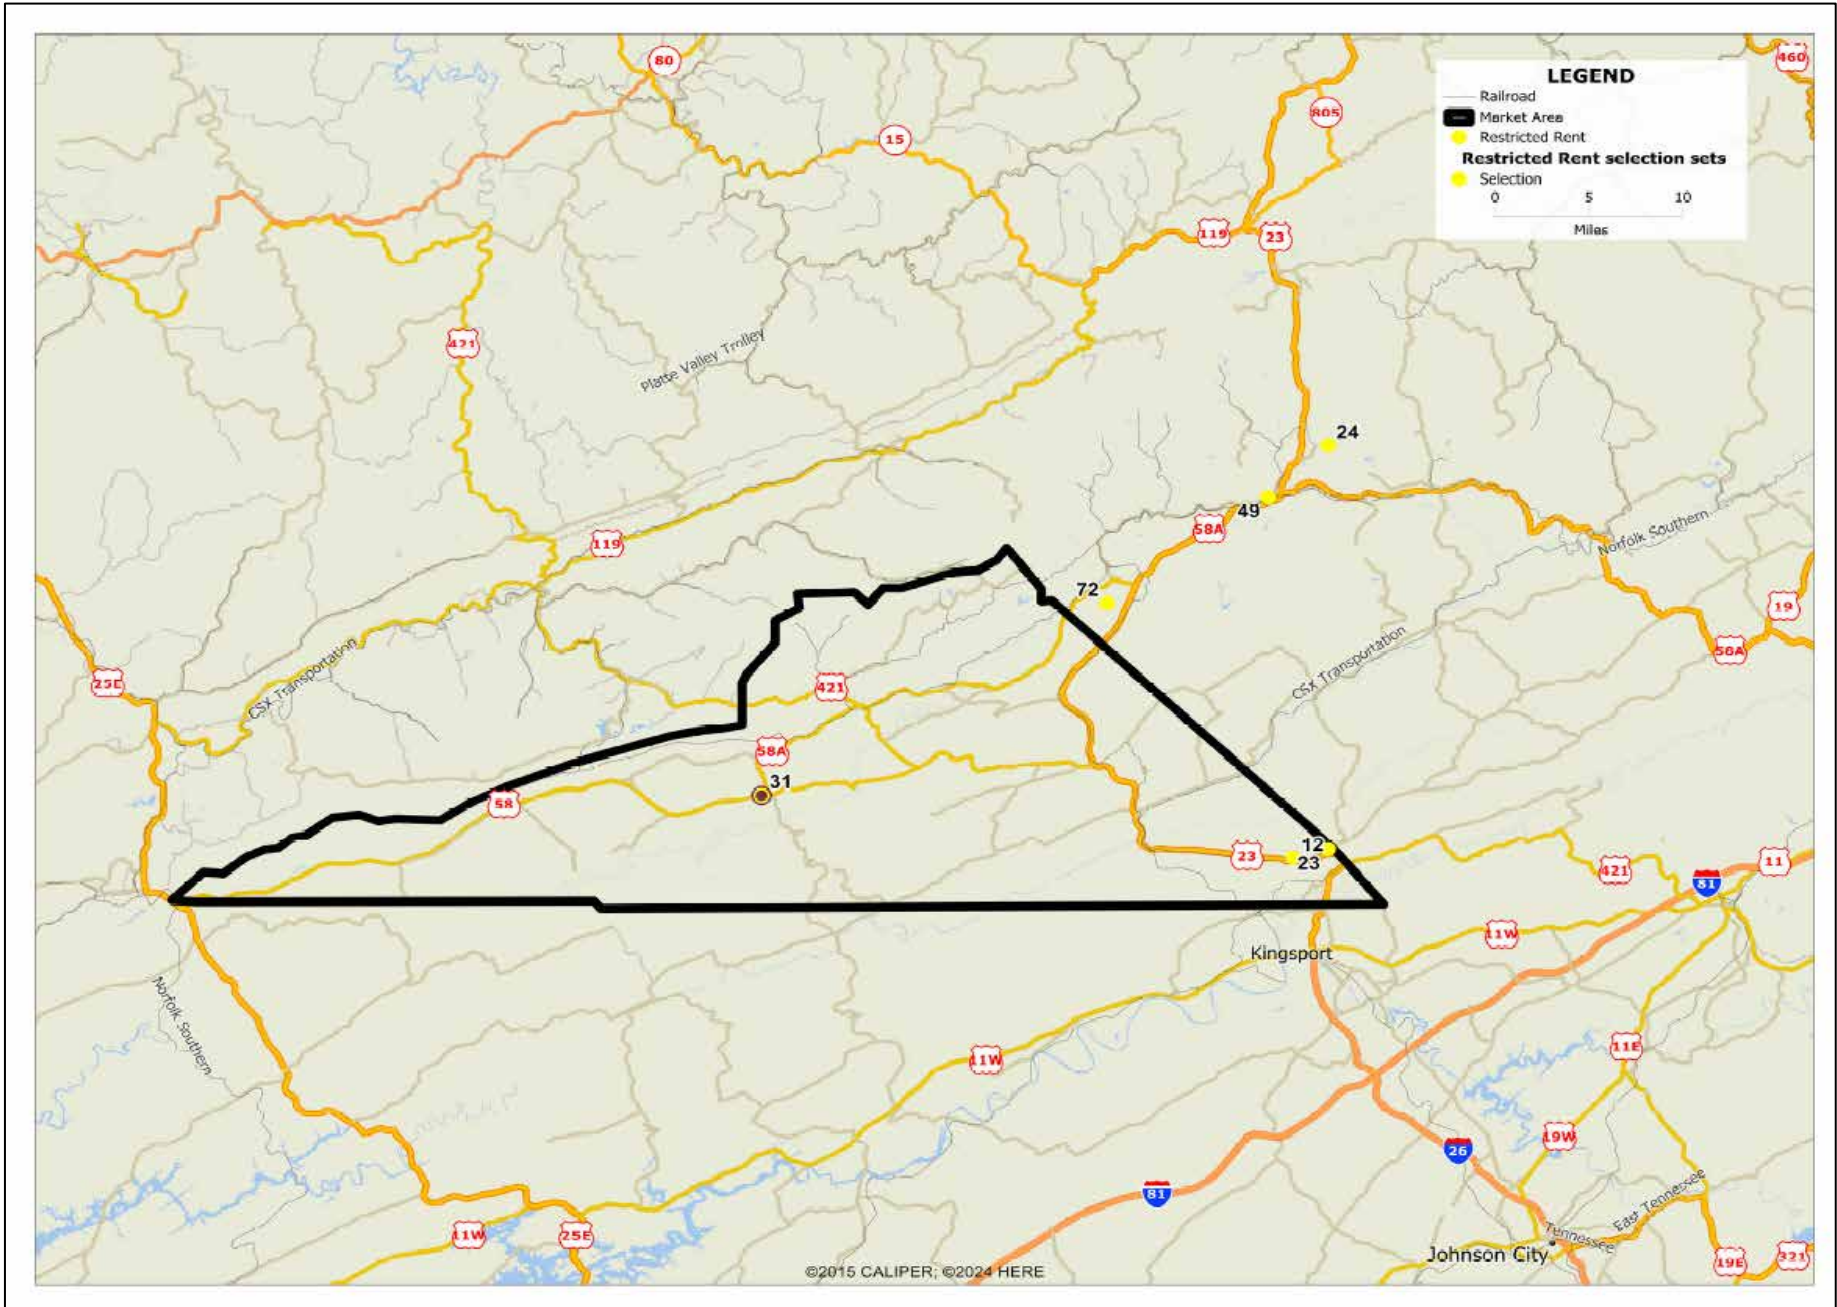 80
460
LEGEND
Railroad
Market Area
Restricted Rent
Restricted Rent selection sets
Selection
0 5 10
Miles
805
15
119
23
421
Platte Valley Trolley
24
49
58A
Norfolk Southern
119
72
19
58A
CSX Transportation
CSX Transportation
25E
421
58A
31
58
12
23
23
421
11
81
11W
Kingsport
Norfolk Southern
11W
11E
19W
26
81
East Tennessee
Tennessee
11W
25E
Johnson City
19E
321
©2015 CALIPER; ©2024 HERE